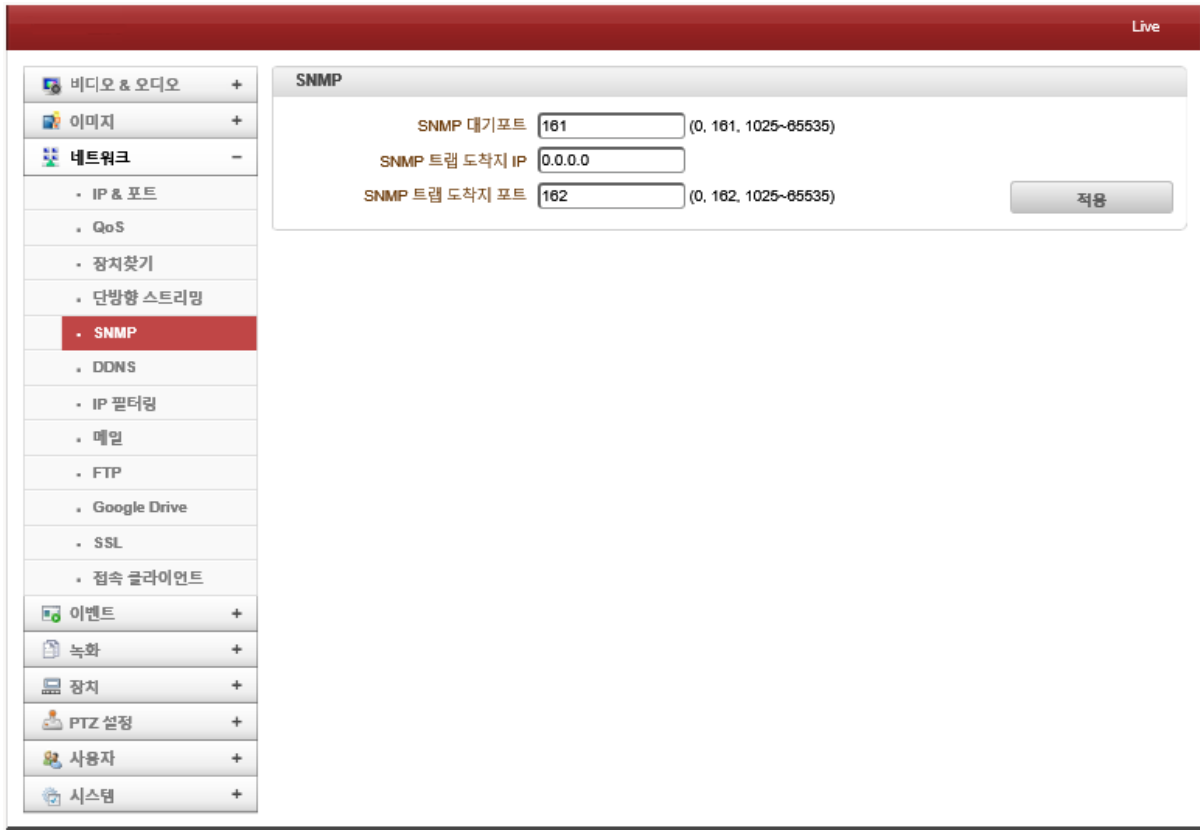 Live
비디오 & 오디오 +
이미지 +
네트워크 −
IP & 포트
QoS
장치찾기
단방향 스트리밍
SNMP
DDNS
IP 필터링
메일
FTP
Google Drive
SSL
접속 클라이언트
이벤트 +
녹화 +
장치 +
PTZ 설정 +
사용자 +
시스템 +
SNMP
SNMP 대기포트 161 (0, 161, 1025~65535)
SNMP 트랩 도착지 IP 0.0.0.0
SNMP 트랩 도착지 포트 162 (0, 162, 1025~65535)
적용